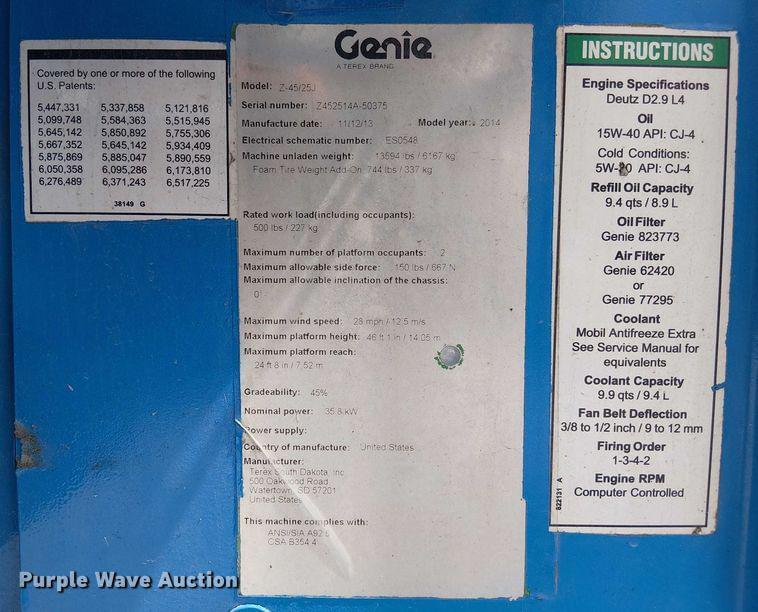 Covered by one or more of the following
U.S. Patents:
5,447,331 5,337,858 5,121,816
5,099,748 5,584,363 5,515,945
5,645,142 5,850,892 5,755,306
5,667,352 5,645,142 5,934,409
5,875,869 5,885,047 5,890,559
6,050,358 6,095,286 6,173,810
6,276,489 6,371,243 6,517,225
38149 G
Genie
A TEREX BRAND
Model: Z-45/25J
Serial number: Z452514A-50375
Manufacture date: 11/12/13 Model year: 2014
Electrical schematic number: ES0548
Machine unladen weight: 13594 lbs / 6167 kg
Foam Tire Weight Add-On 744 lbs / 337 kg
Rated work load(including occupants):
500 lbs / 227 kg
Maximum number of platform occupants: 2
Maximum allowable side force: 150 lbs / 667 N
Maximum allowable inclination of the chassis:
0°
Maximum wind speed: 28 mph / 12.5 m/s
Maximum platform height: 46 ft 1 in / 14.05 m
Maximum platform reach:
24 ft 8 in / 7.52 m
Gradeability: 45%
Nominal power: 35.8 kW
Power supply:
Country of manufacture: United States
Manufacturer:
Terex South Dakota, Inc
500 Oakwood Road
Watertown, SD 57201
United States
This machine complies with:
ANSI/SIA A92.5
CSA B354.4
INSTRUCTIONS
Engine Specifications
Deutz D2.9 L4
Oil
15W-40 API: CJ-4
Cold Conditions:
API: CJ-4
Refill Oil Capacity
9.4 qts / 8.9 L
Oil Filter
Genie 823773
Air Filter
Genie 62420
or
Genie 77295
Coolant
Mobil Antifreeze Extra
See Service Manual for
equivalents
Coolant Capacity
9.9 qts / 9.4 L
Fan Belt Deflection
3/8 to 1/2 inch / 9 to 12 mm
Firing Order
1-3-4-2
Engine RPM
Computer Controlled
822131 A
Purple Wave Auction